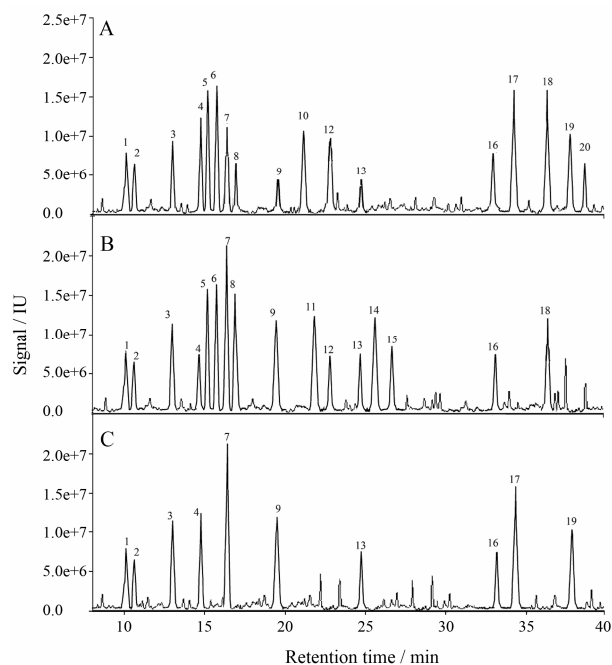 A
2.5e+7
2.0e+7
1.5e+7
1.0e+7
5.0e+6
0.0
1 2 3 4 5 6 7 8 9 10 12 13 16 17 18 19 20
B
2.0e+7
1.5e+7
1.0e+7
5.0e+6
0.0
1 2 3 4 5 6 7 8 9 11 12 13 14 15 16 18
C
2.0e+7
1.5e+7
1.0e+7
5.0e+6
0.0
1 2 3 4 7 9 13 16 17 19
Signal / IU
10 15 20 25 30 35 40
Retention time / min